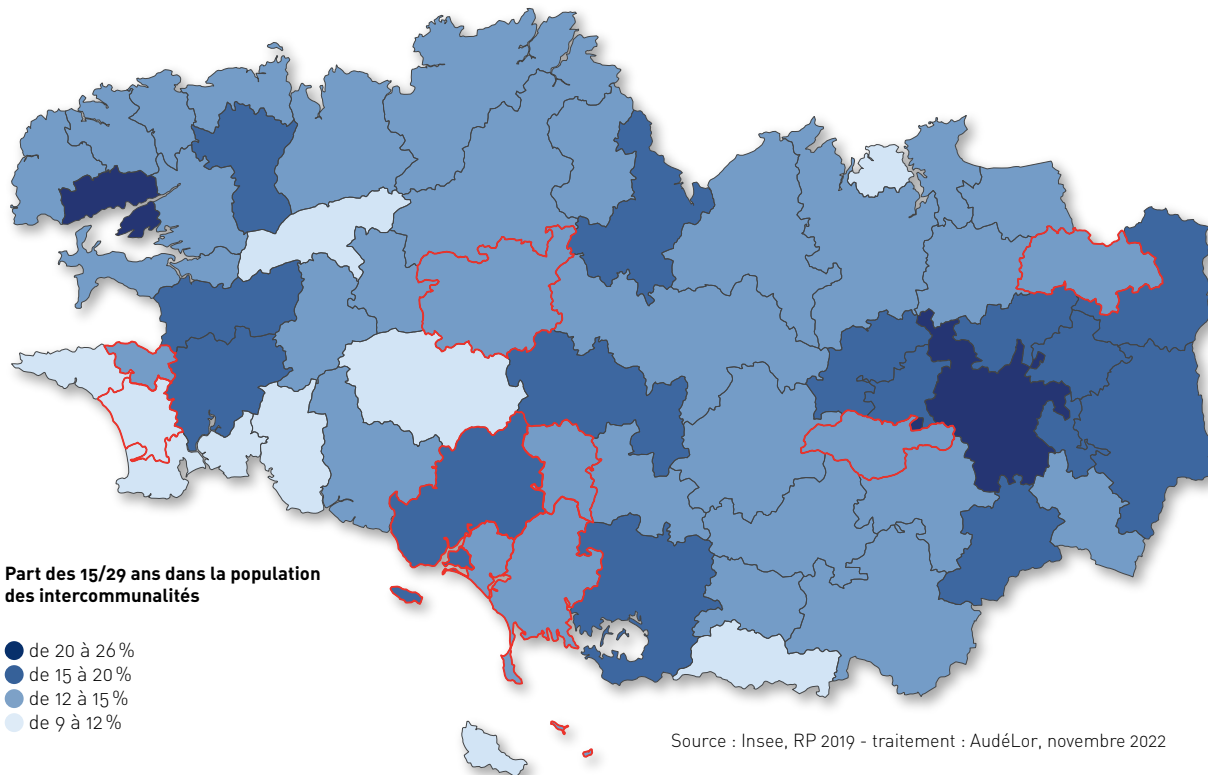 Part des 15/29 ans dans la population
des intercommunalités
de 20 à 26 %
de 15 à 20 %
de 12 à 15 %
de 9 à 12 %
Source : Insee, RP 2019 - traitement : AudéLor, novembre 2022